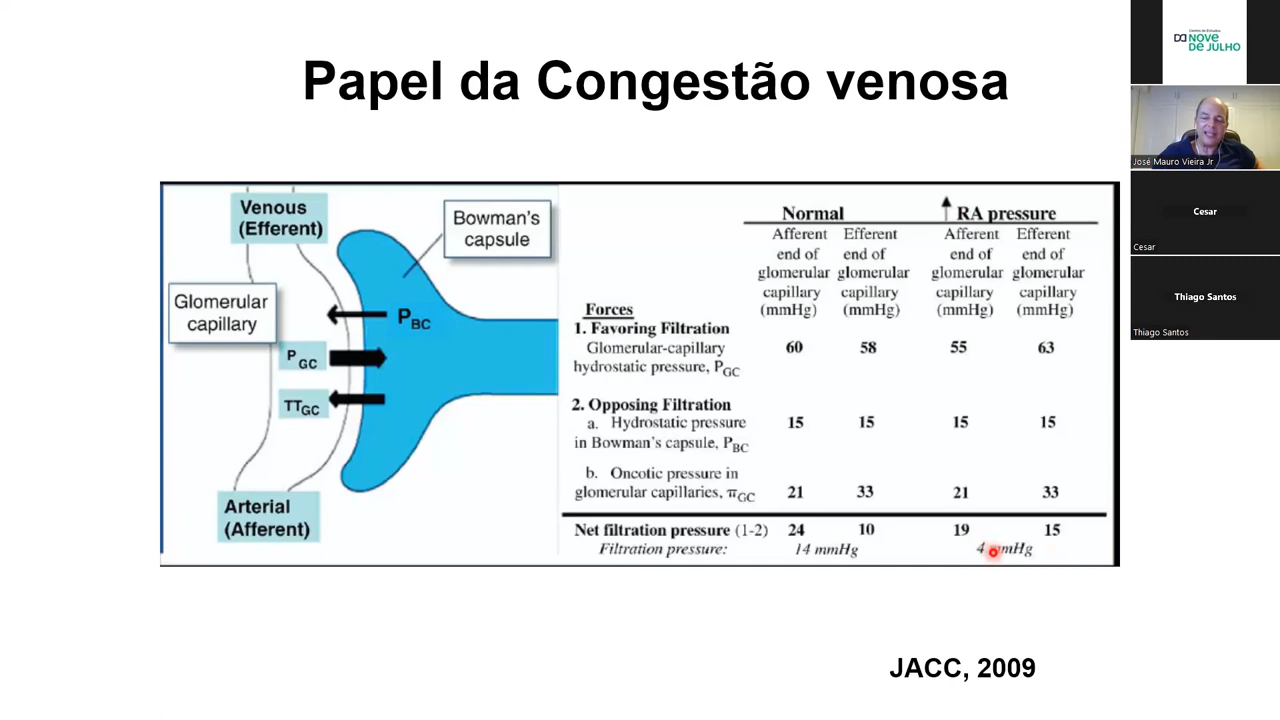 Papel da Congestão venosa
Venous
(Efferent)
Bowman's
capsule
Glomerular
capillary
P_BC
P_GC
TT_GC
Arterial
(Afferent)
Normal ↑ RA pressure
Afferent Efferent Afferent Efferent
end of end of end of end of
glomerular glomerular glomerular glomerular
capillary capillary capillary capillary
(mmHg) (mmHg) (mmHg) (mmHg)
Forces
1. Favoring Filtration
Glomerular-capillary 60 58 55 63
hydrostatic pressure, P_GC
2. Opposing Filtration
a. Hydrostatic pressure 15 15 15 15
in Bowman's capsule, P_BC
b. Oncotic pressure in
glomerular capillaries, π_GC 21 33 21 33
Net filtration pressure (1-2) 24 10 19 15
Filtration pressure: 14 mmHg 4 mmHg
JACC, 2009
Centro de Estudos
NOVE
DE JULHO
José Mauro Vieira Jr
Cesar
Cesar
Thiago Santos
Thiago Santos